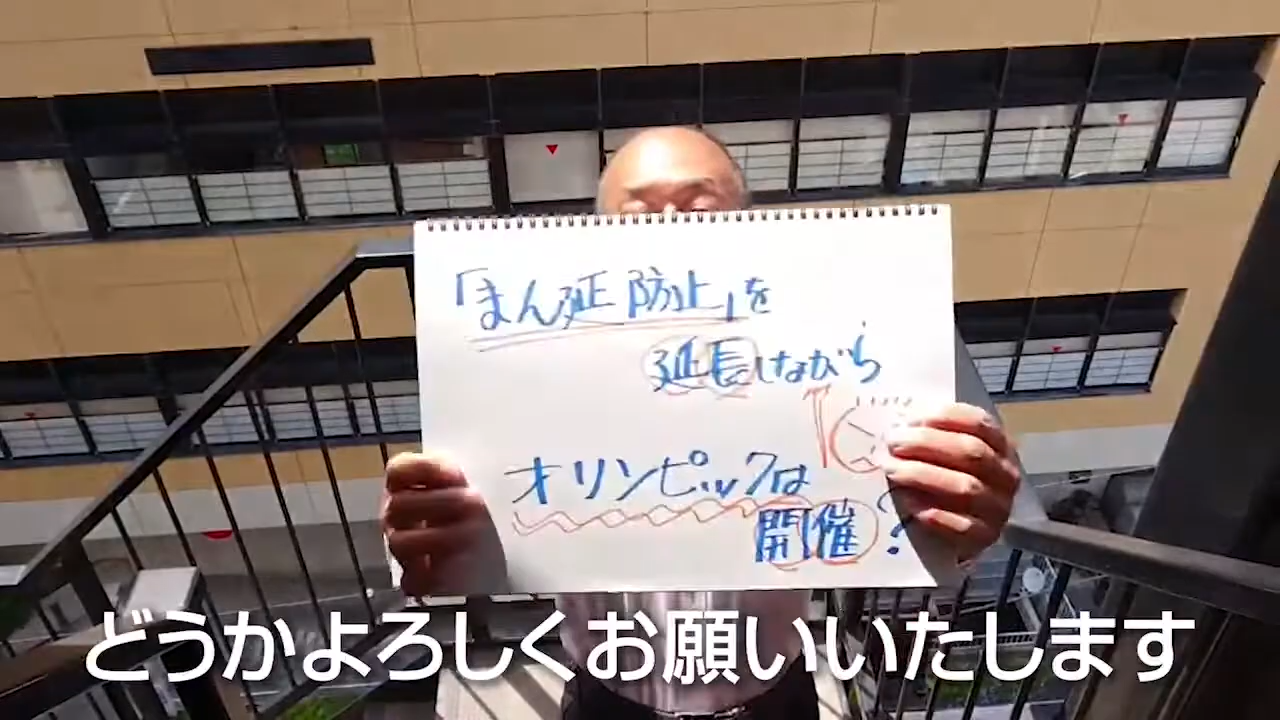 「まん延防止」を
延長しながら
オリンピックは
開催?
どうかよろしくお願いいたします